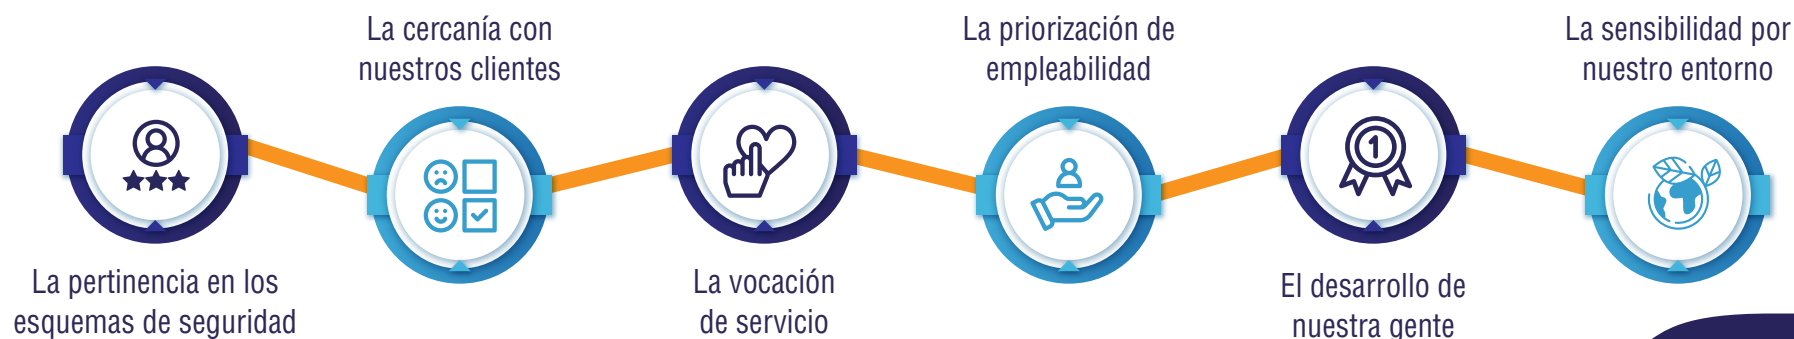 La pertinencia en los
esquemas de seguridad
La cercanía con
nuestros clientes
La vocación
de servicio
La priorización de
empleabilidad
1
El desarrollo de
nuestra gente
La sensibilidad por
nuestro entorno